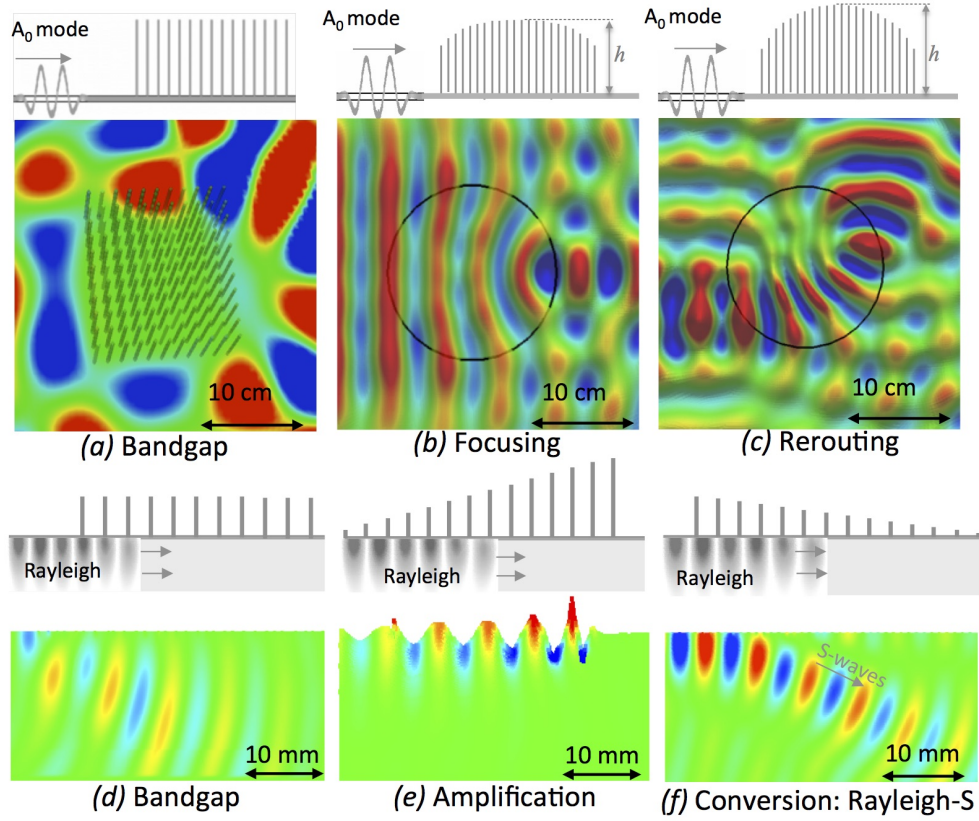 A₀ mode
A₀ mode
h
A₀ mode
h
10 cm
10 cm
10 cm
(a) Bandgap
(b) Focusing
(c) Rerouting
Rayleigh
Rayleigh
Rayleigh
S-waves
10 mm
10 mm
10 mm
(d) Bandgap
(e) Amplification
(f) Conversion: Rayleigh-S